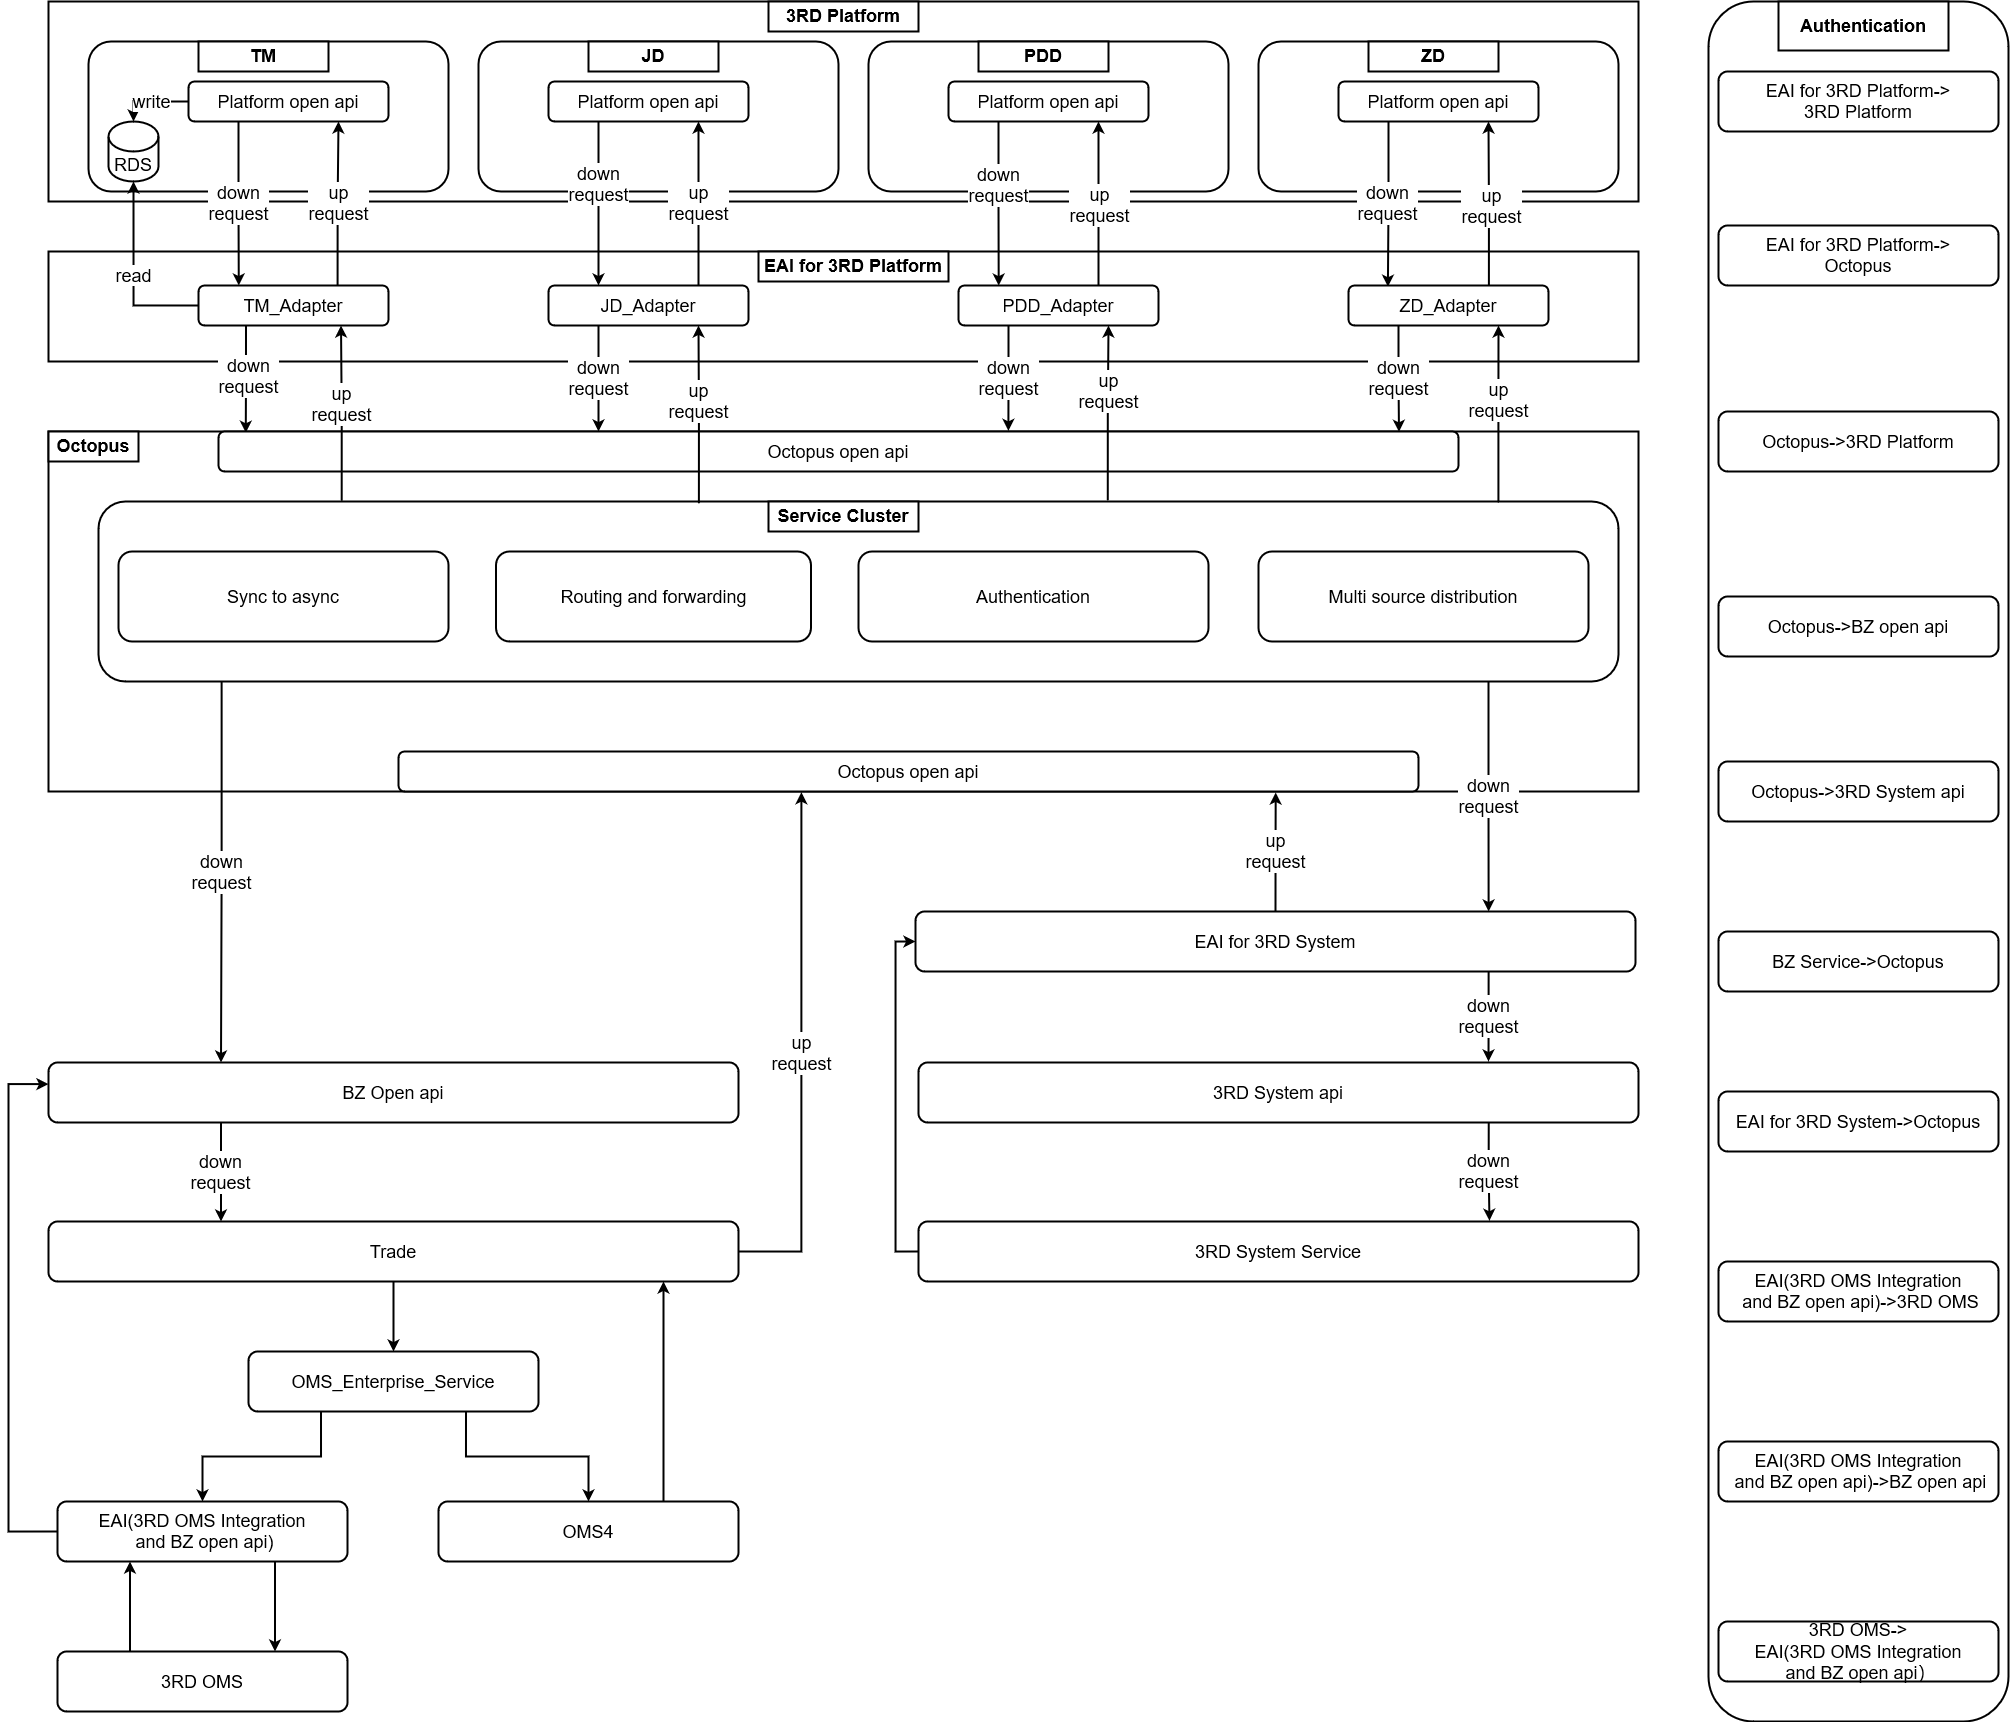 3RD Platform
TM
JD
PDD
ZD
Platform open api
Platform open api
Platform open api
Platform open api
write
RDS
down
request
up
request
down
request
up
request
down
request
up
request
down
request
up
request
read
EAI for 3RD Platform
TM_Adapter
JD_Adapter
PDD_Adapter
ZD_Adapter
down
request
up
request
down
request
up
request
down
request
up
request
down
request
up
request
Octopus
Octopus open api
Service Cluster
Sync to async
Routing and forwarding
Authentication
Multi source distribution
Octopus open api
down
request
up
request
down
request
EAI for 3RD System
down
request
up
request
BZ Open api
3RD System api
down
request
down
request
Trade
3RD System Service
OMS_Enterprise_Service
EAI(3RD OMS Integration
and BZ open api)
OMS4
3RD OMS
Authentication
EAI for 3RD Platform->
3RD Platform
EAI for 3RD Platform->
Octopus
Octopus->3RD Platform
Octopus->BZ open api
Octopus->3RD System api
BZ Service->Octopus
EAI for 3RD System->Octopus
EAI(3RD OMS Integration
and BZ open api)->3RD OMS
EAI(3RD OMS Integration
and BZ open api)->BZ open api
3RD OMS->
EAI(3RD OMS Integration
and BZ open api)